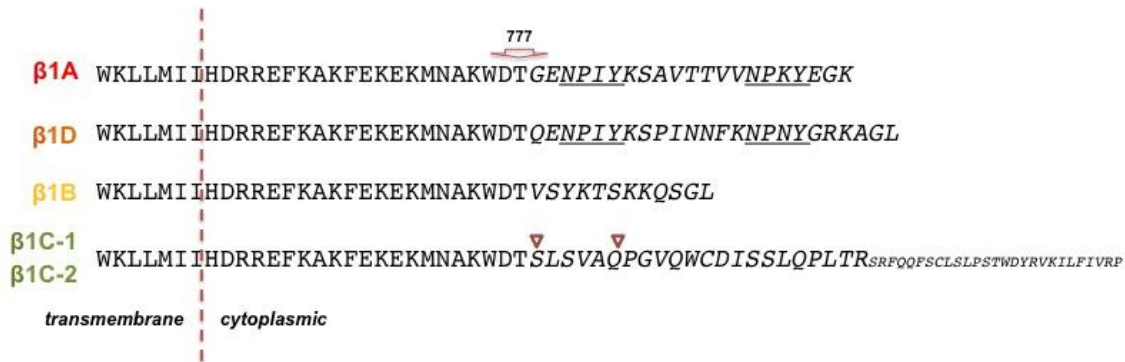 777
β1A WKLLMIIHDRREFKAKFEKEKMNAKWDTGENPIYKSAVTTVVNPKYEGK
β1D WKLLMIIHDRREFKAKFEKEKMNAKWDTQENPIYKSPINNFKNPNYGRKAGL
β1B WKLLMIIHDRREFKAKFEKEKMNAKWDTVSYKTSKKQSGL
β1C-1
WKLLMIIHDRREFKAKFEKEKMNAKWDTSLSVAQPGVQWCDISSLQPLTRSRFQQFSCLSLPSTWDYRVKILFIVRP
β1C-2
transmembrane cytoplasmic